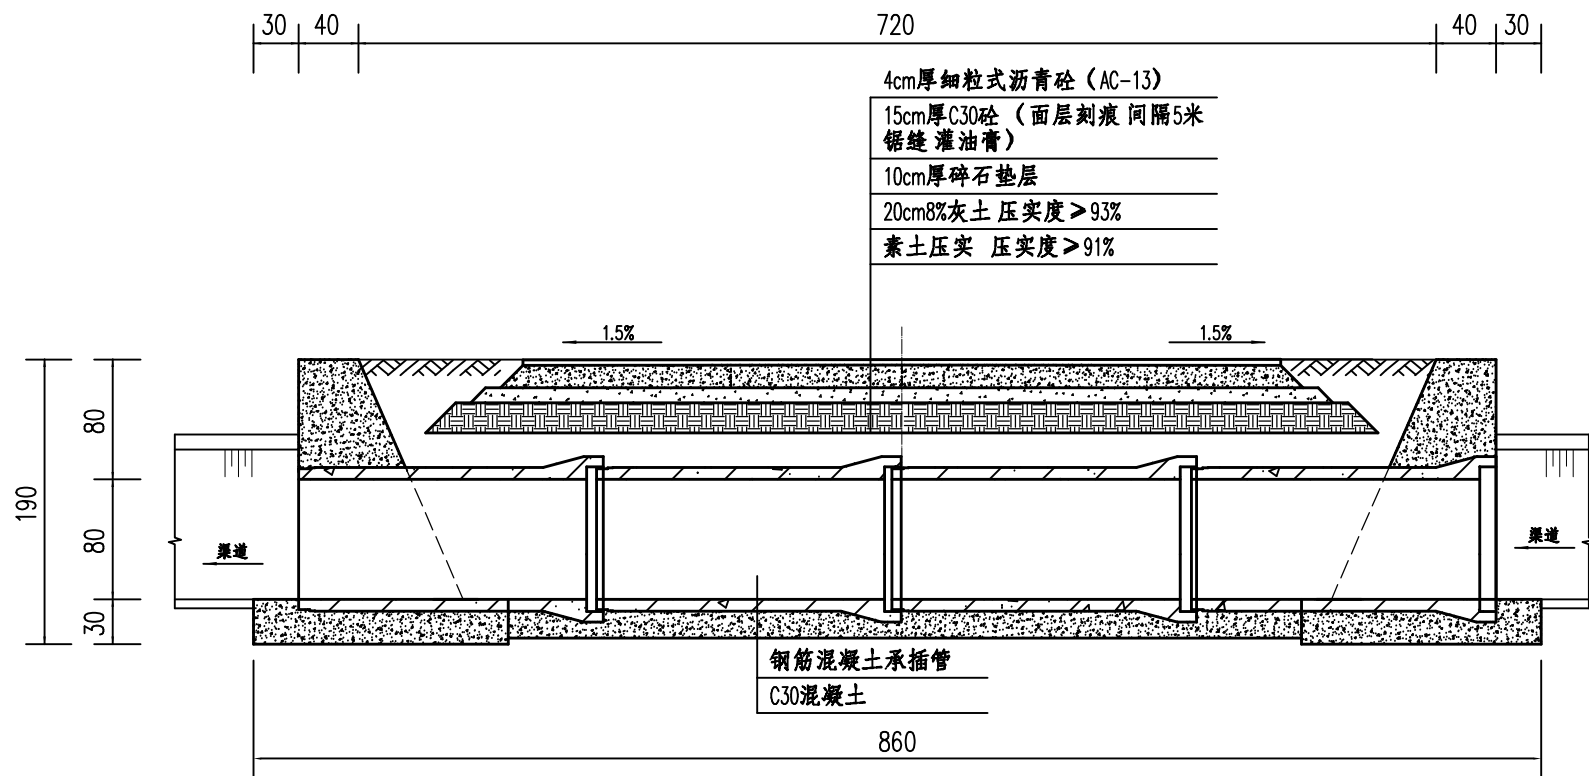 30 40 720 40 30
4cm厚细粒式沥青砼（AC-13）
15cm厚C30砼（面层刻痕 间隔5米
锯缝 灌油膏）
10cm厚碎石垫层
20cm8%灰土 压实度≥93%
素土压实 压实度≥91%
1.5% 1.5%
190
80
80
30
渠道 渠道
钢筋混凝土承插管
C30混凝土
860